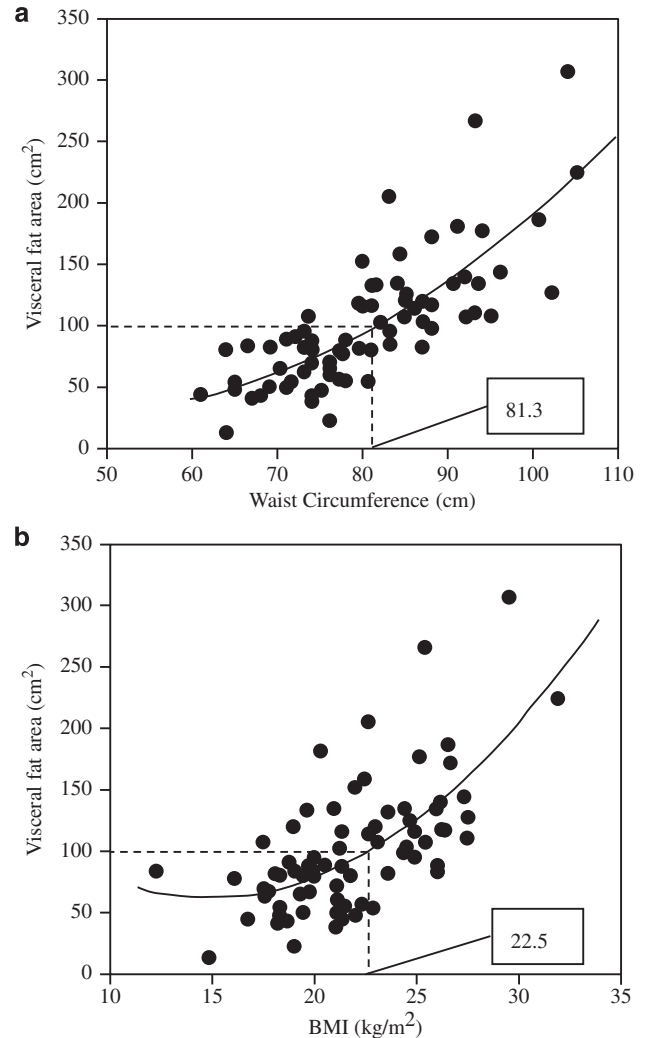 a
350
300
250
200
150
100
50
0
Visceral fat area (cm²)
81.3
50 60 70 80 90 100 110
Waist Circumference (cm)
b
350
300
250
200
150
100
50
0
Visceral fat area (cm²)
22.5
10 15 20 25 30 35
BMI (kg/m²)